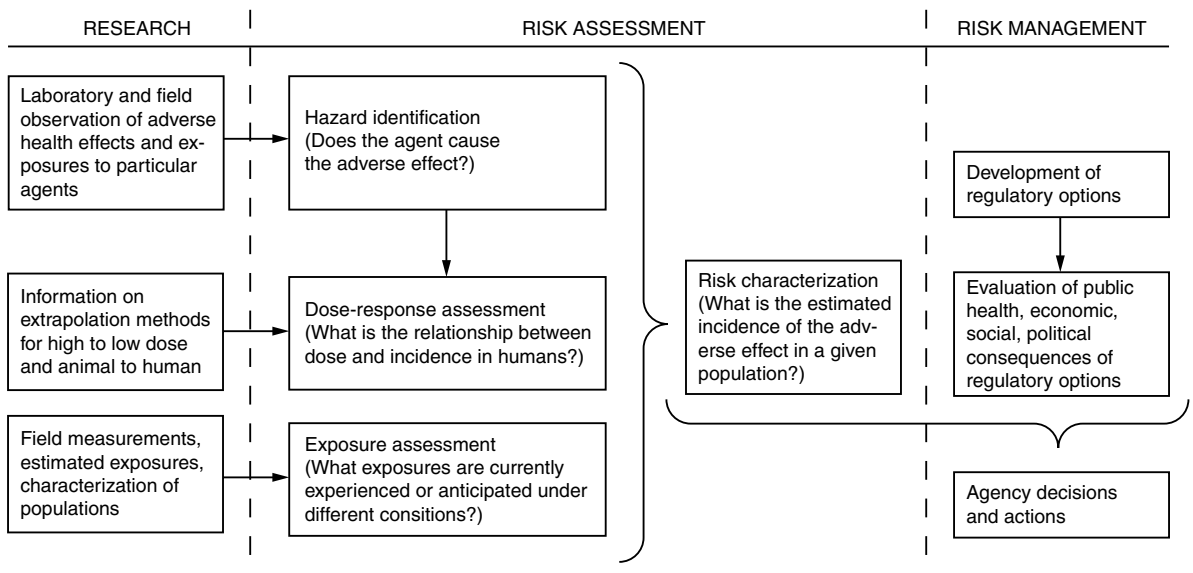 RESEARCH
RISK ASSESSMENT
RISK MANAGEMENT
Laboratory and field
observation of adverse
health effects and ex-
posures to particular
agents
Hazard identification
(Does the agent cause
the adverse effect?)
Information on
extrapolation methods
for high to low dose
and animal to human
Dose-response assessment
(What is the relationship between
dose and incidence in humans?)
Field measurements,
estimated exposures,
characterization of
populations
Exposure assessment
(What exposures are currently
experienced or anticipated under
different consitions?)
Risk characterization
(What is the estimated
incidence of the adv-
erse effect in a given
population?)
Development of
regulatory options
Evaluation of public
health, economic,
social, political
consequences of
regulatory options
Agency decisions
and actions